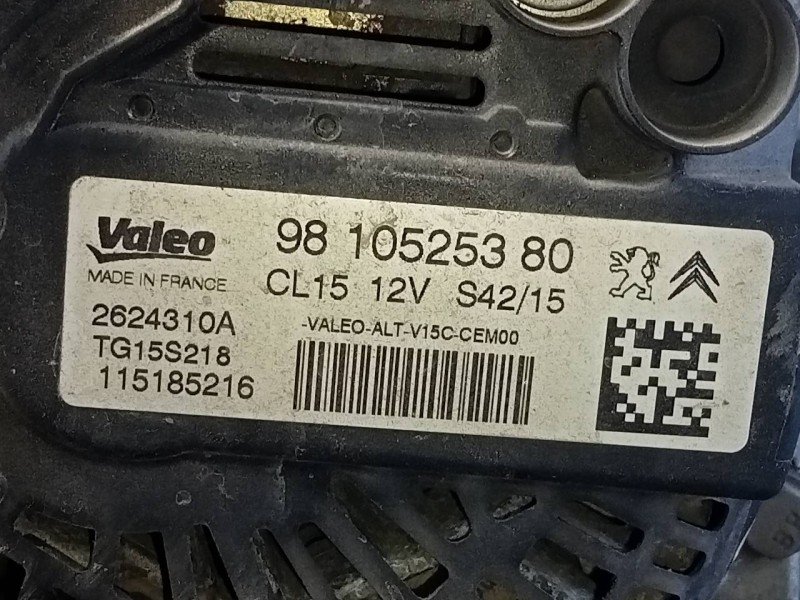 Valeo
MADE IN FRANCE
98 105253 80
CL15 12V S42/15
2624310A
TG15S218
115185216
-VALEO-ALT-V15C-CEM00